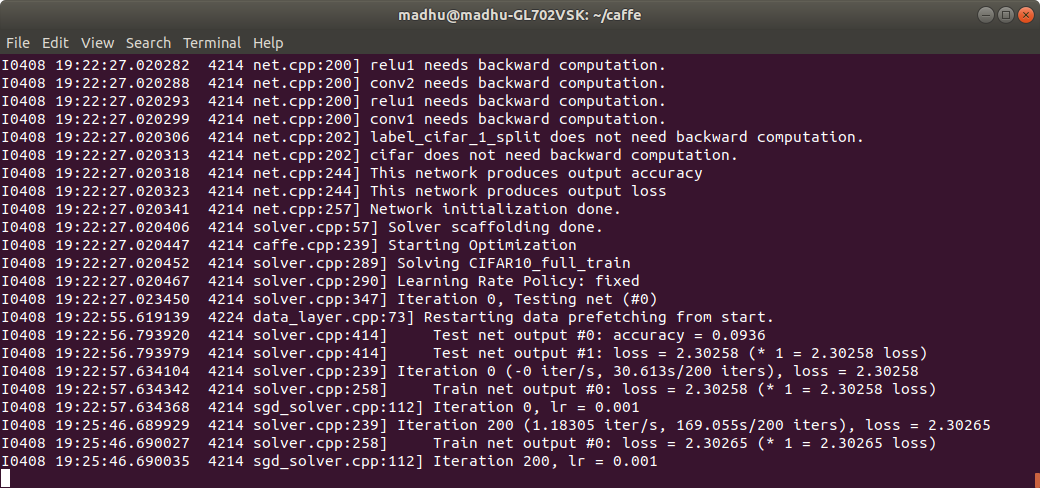 madhu@madhu-GL702VSK: ~/caffe
File Edit View Search Terminal Help
I0408 19:22:27.020282  4214 net.cpp:200] relu1 needs backward computation.
I0408 19:22:27.020288  4214 net.cpp:200] conv2 needs backward computation.
I0408 19:22:27.020293  4214 net.cpp:200] relu1 needs backward computation.
I0408 19:22:27.020299  4214 net.cpp:200] conv1 needs backward computation.
I0408 19:22:27.020306  4214 net.cpp:202] label_cifar_1_split does not need backward computation.
I0408 19:22:27.020313  4214 net.cpp:202] cifar does not need backward computation.
I0408 19:22:27.020318  4214 net.cpp:244] This network produces output accuracy
I0408 19:22:27.020323  4214 net.cpp:244] This network produces output loss
I0408 19:22:27.020341  4214 net.cpp:257] Network initialization done.
I0408 19:22:27.020406  4214 solver.cpp:57] Solver scaffolding done.
I0408 19:22:27.020447  4214 caffe.cpp:239] Starting Optimization
I0408 19:22:27.020452  4214 solver.cpp:289] Solving CIFAR10_full_train
I0408 19:22:27.020467  4214 solver.cpp:290] Learning Rate Policy: fixed
I0408 19:22:27.023450  4214 solver.cpp:347] Iteration 0, Testing net (#0)
I0408 19:22:55.619139  4224 data_layer.cpp:73] Restarting data prefetching from start.
I0408 19:22:56.793920  4214 solver.cpp:414]     Test net output #0: accuracy = 0.0936
I0408 19:22:56.793979  4214 solver.cpp:414]     Test net output #1: loss = 2.30258 (* 1 = 2.30258 loss)
I0408 19:22:57.634104  4214 solver.cpp:239] Iteration 0 (-0 iter/s, 30.613s/200 iters), loss = 2.30258
I0408 19:22:57.634342  4214 solver.cpp:258]     Train net output #0: loss = 2.30258 (* 1 = 2.30258 loss)
I0408 19:22:57.634368  4214 sgd_solver.cpp:112] Iteration 0, lr = 0.001
I0408 19:25:46.689929  4214 solver.cpp:239] Iteration 200 (1.18305 iter/s, 169.055s/200 iters), loss = 2.30265
I0408 19:25:46.690027  4214 solver.cpp:258]     Train net output #0: loss = 2.30265 (* 1 = 2.30265 loss)
I0408 19:25:46.690035  4214 sgd_solver.cpp:112] Iteration 200, lr = 0.001